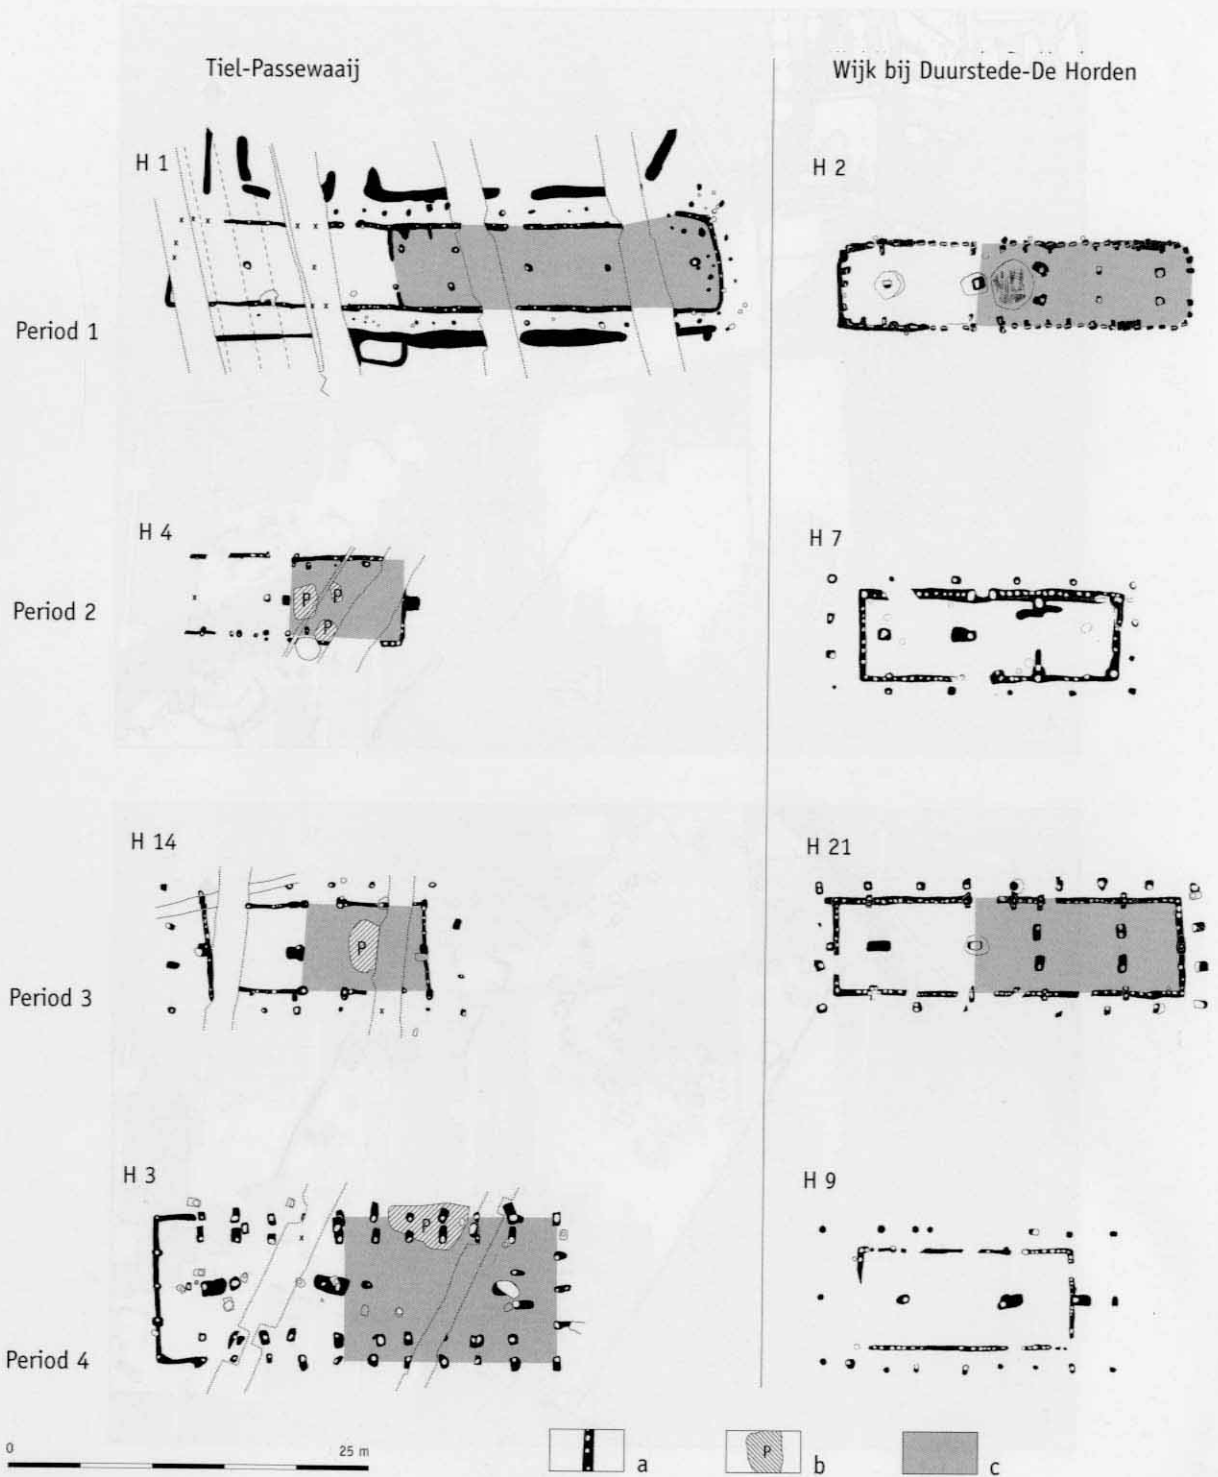 Tiel-Passewaaij
Wijk bij Duurstede-De Horden
H 1
H 2
Period 1
H 4
P P
P
H 7
Period 2
H 14
P
H 21
Period 3
H 3
P
H 9
Period 4
0 25 m
a
P b
c